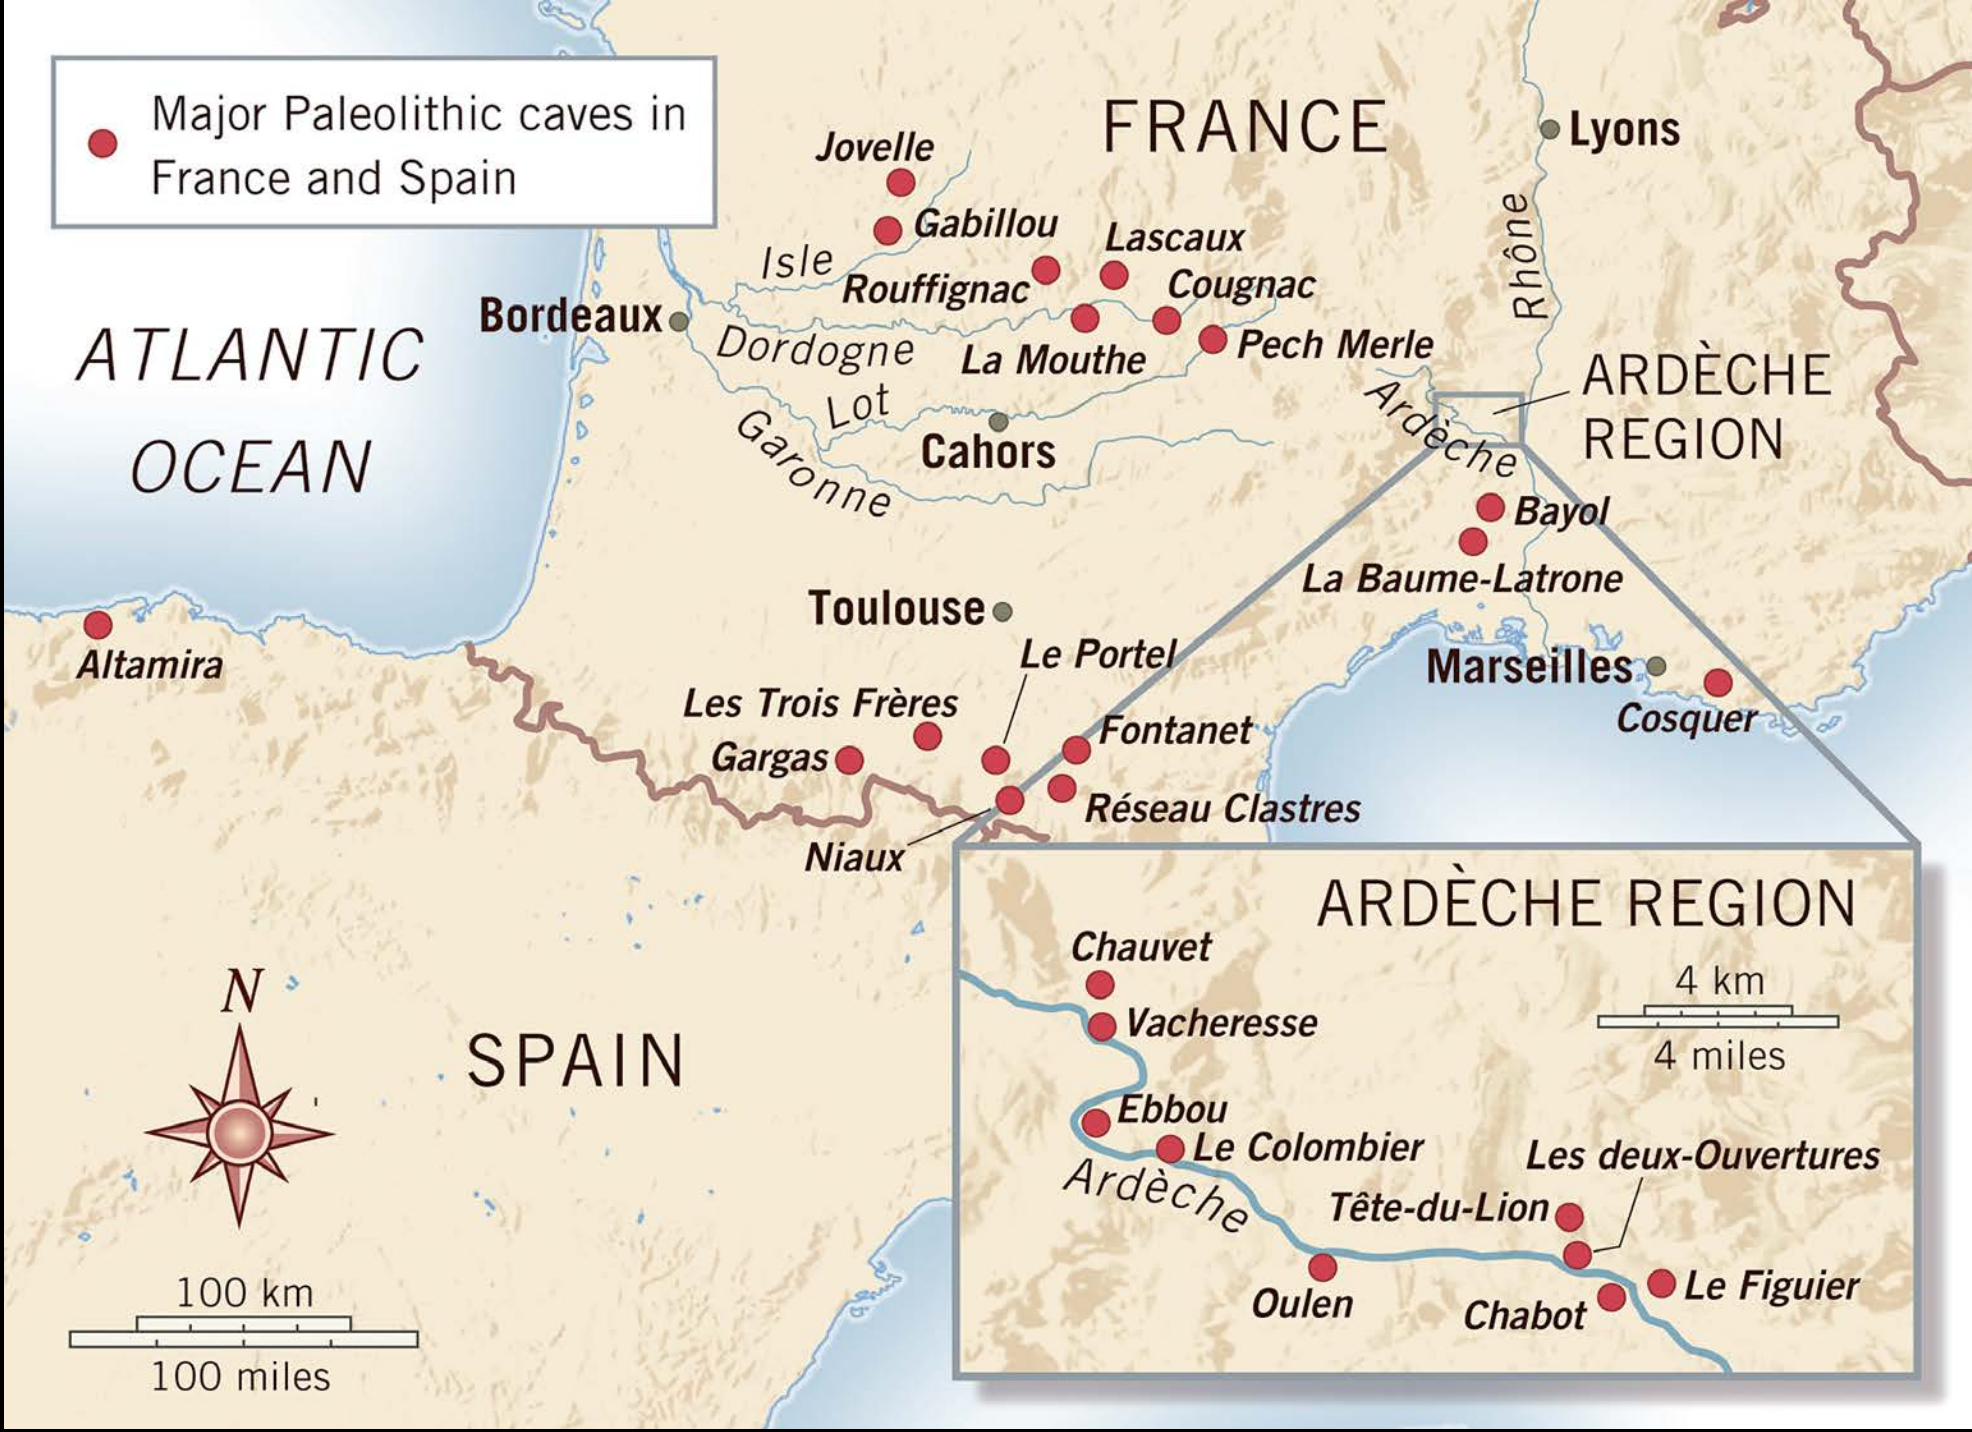 Major Paleolithic caves in
France and Spain
FRANCE
Lyons
Jovelle
Gabillou
Lascaux
Isle
Rouffignac
Cougnac
Rhône
Bordeaux
Dordogne
La Mouthe
Pech Merle
ATLANTIC
OCEAN
ARDÈCHE
REGION
Ardèche
Lot
Garonne
Cahors
Bayol
La Baume-Latrone
Toulouse
Le Portel
Altamira
Marseilles
Cosquer
Les Trois Frères
Gargas
Fontanet
Réseau Clastres
Niaux
SPAIN
N
100 km
100 miles
ARDÈCHE REGION
Chauvet
4 km
4 miles
Vacheresse
Ebbou
Le Colombier
Ardèche
Les deux-Ouvertures
Tête-du-Lion
Oulen
Chabot
Le Figuier